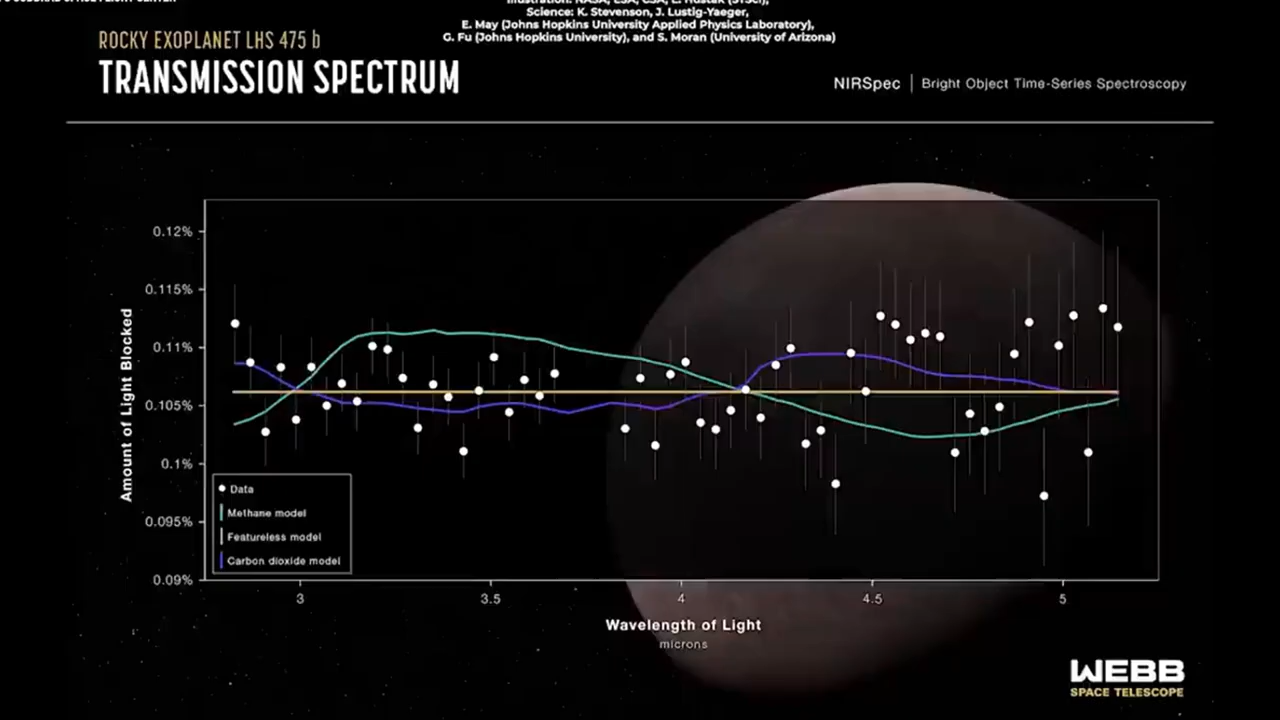 Science: K. Stevenson, J. Lustig-Yaeger,
E. May (Johns Hopkins University Applied Physics Laboratory),
G. Fu (Johns Hopkins University), and S. Moran (University of Arizona)
ROCKY EXOPLANET LHS 475 b
TRANSMISSION SPECTRUM
NIRSpec | Bright Object Time-Series Spectroscopy
Amount of Light Blocked
0.12%
0.115%
0.11%
0.105%
0.1%
0.095%
0.09%
Data
Methane model
Featureless model
Carbon dioxide model
3 3.5 4 4.5 5
Wavelength of Light
microns
WEBB
SPACE TELESCOPE